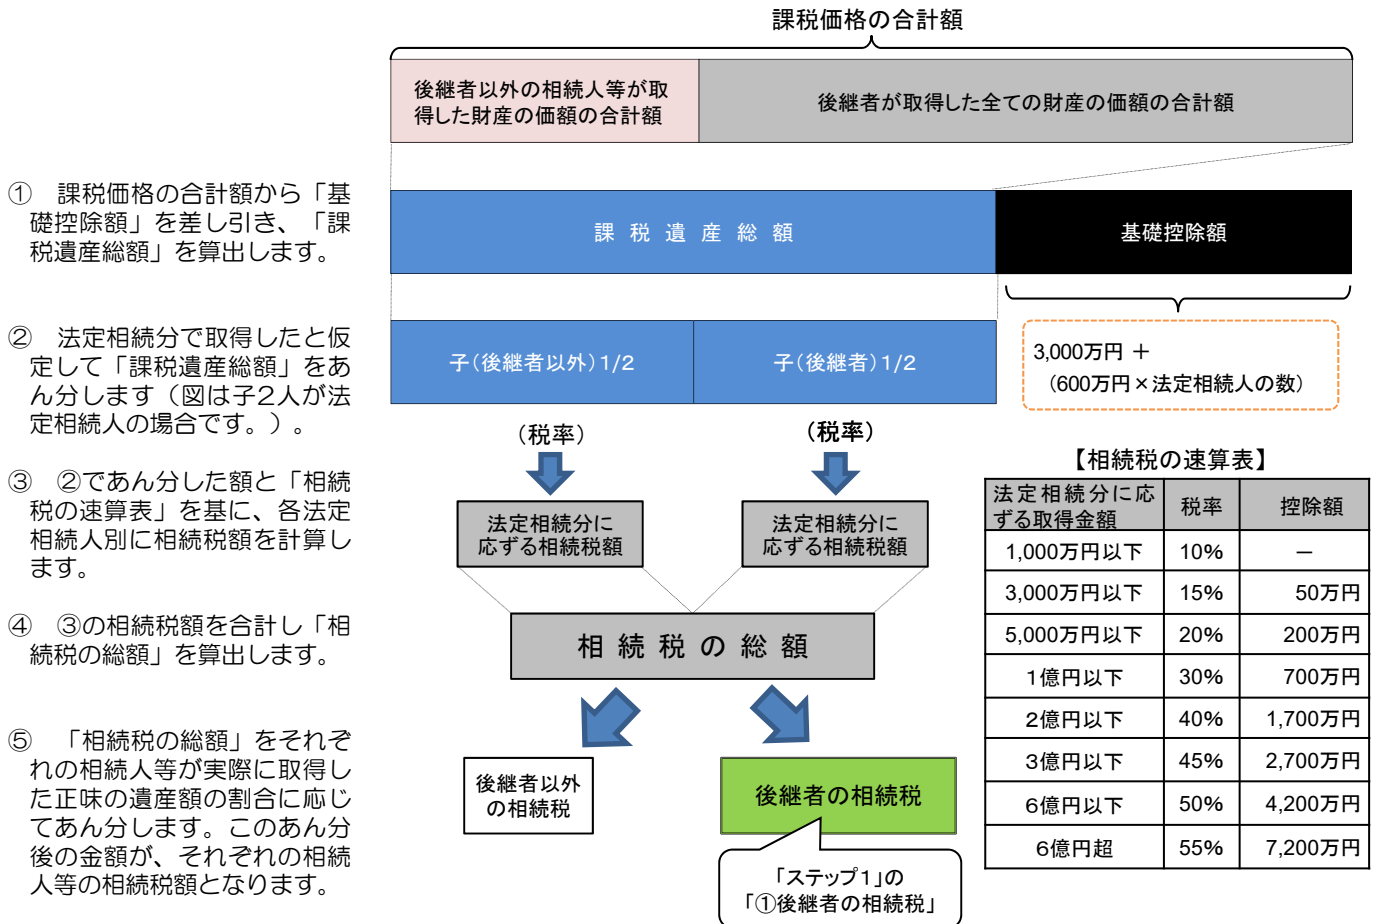 課税価格の合計額
後継者以外の相続人等が取
得した財産の価額の合計額
後継者が取得した全ての財産の価額の合計額
① 課税価格の合計額から「基
礎控除額」を差し引き、「課
税遺産総額」を算出します。
課税遺産総額
基礎控除額
② 法定相続分で取得したと仮
定して「課税遺産総額」をあ
ん分します（図は子2人が法
定相続人の場合です。）。
子（後継者以外）1/2
子（後継者）1/2
3,000万円 ＋
（600万円×法定相続人の数）
（税率）
（税率）
③ ②であん分した額と「相続
税の速算表」を基に、各法定
相続人別に相続税額を計算し
ます。
法定相続分に
応ずる相続税額
法定相続分に
応ずる相続税額
④ ③の相続税額を合計し「相
続税の総額」を算出します。
相続税の総額
⑤ 「相続税の総額」をそれぞ
れの相続人等が実際に取得し
た正味の遺産額の割合に応じ
てあん分します。このあん分
後の金額が、それぞれの相続
人等の相続税額となります。
後継者以外
の相続税
後継者の相続税
「ステップ1」の
「①後継者の相続税」
【相続税の速算表】
法定相続分に応
ずる取得金額 税率 控除額
1,000万円以下 10% －
3,000万円以下 15% 50万円
5,000万円以下 20% 200万円
1億円以下 30% 700万円
2億円以下 40% 1,700万円
3億円以下 45% 2,700万円
6億円以下 50% 4,200万円
6億円超 55% 7,200万円